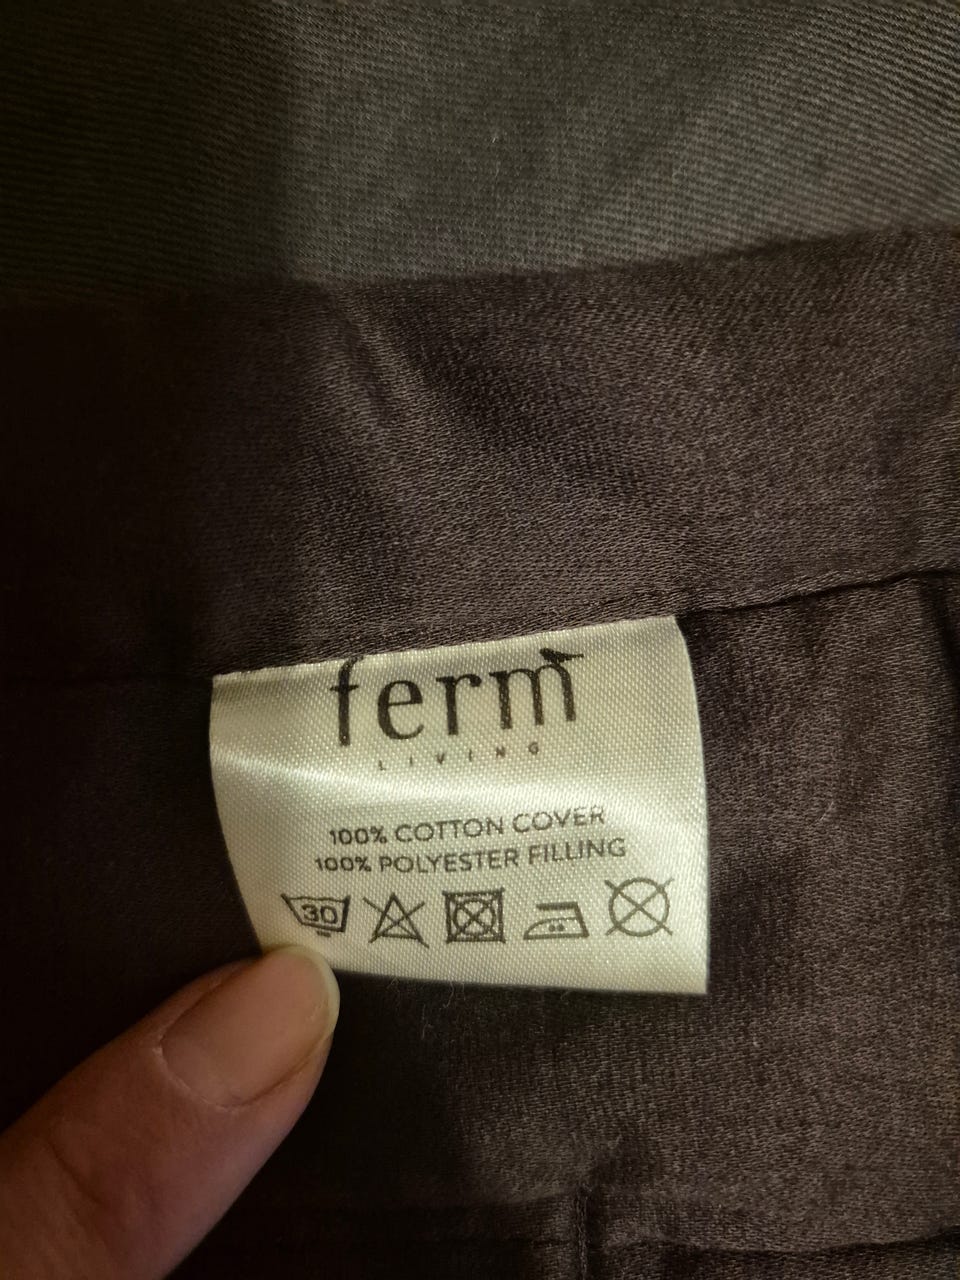 ferm
LIVING
100% COTTON COVER
100% POLYESTER FILLING
30